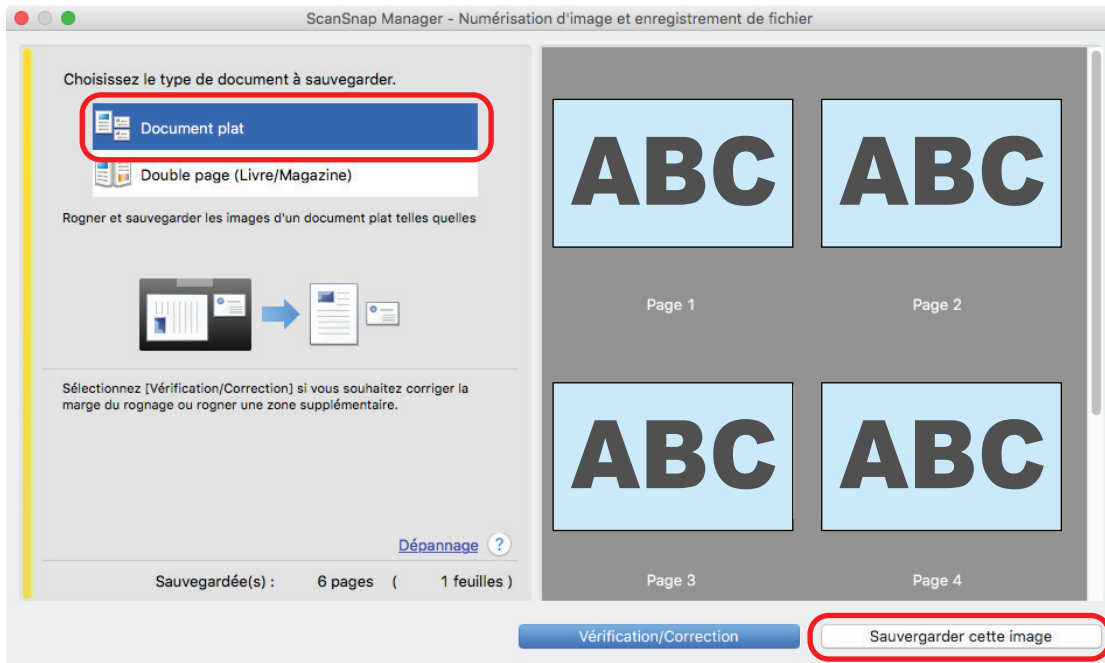 ScanSnap Manager - Numérisation d'image et enregistrement de fichier
Choisissez le type de document à sauvegarder.
Document plat
Double page (Livre/Magazine)
Rogner et sauvegarder les images d'un document plat telles quelles
Sélectionnez [Vérification/Correction] si vous souhaitez corriger la
marge du rognage ou rogner une zone supplémentaire.
Dépannage ?
Sauvegardée(s) : 6 pages ( 1 feuilles )
ABC ABC
Page 1 Page 2
ABC ABC
Page 3 Page 4
Vérification/Correction Sauvergarder cette image